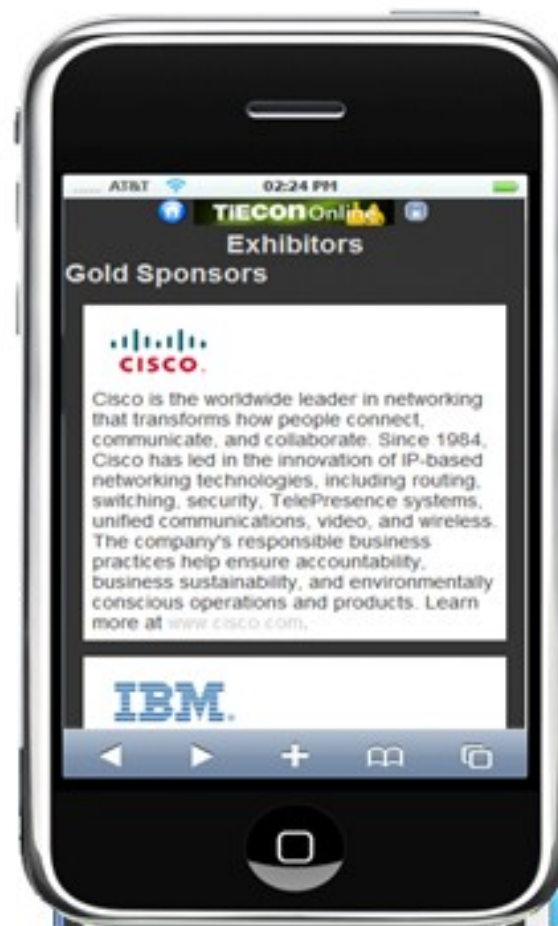 AT&T 02:24 PM
TiECON Online
Exhibitors
Gold Sponsors
CISCO.
Cisco is the worldwide leader in networking
that transforms how people connect,
communicate, and collaborate. Since 1984,
Cisco has led in the innovation of IP-based
networking technologies, including routing,
switching, security, TelePresence systems,
unified communications, video, and wireless.
The company's responsible business
practices help ensure accountability,
business sustainability, and environmentally
conscious operations and products. Learn
more at www.cisco.com.
IBM.